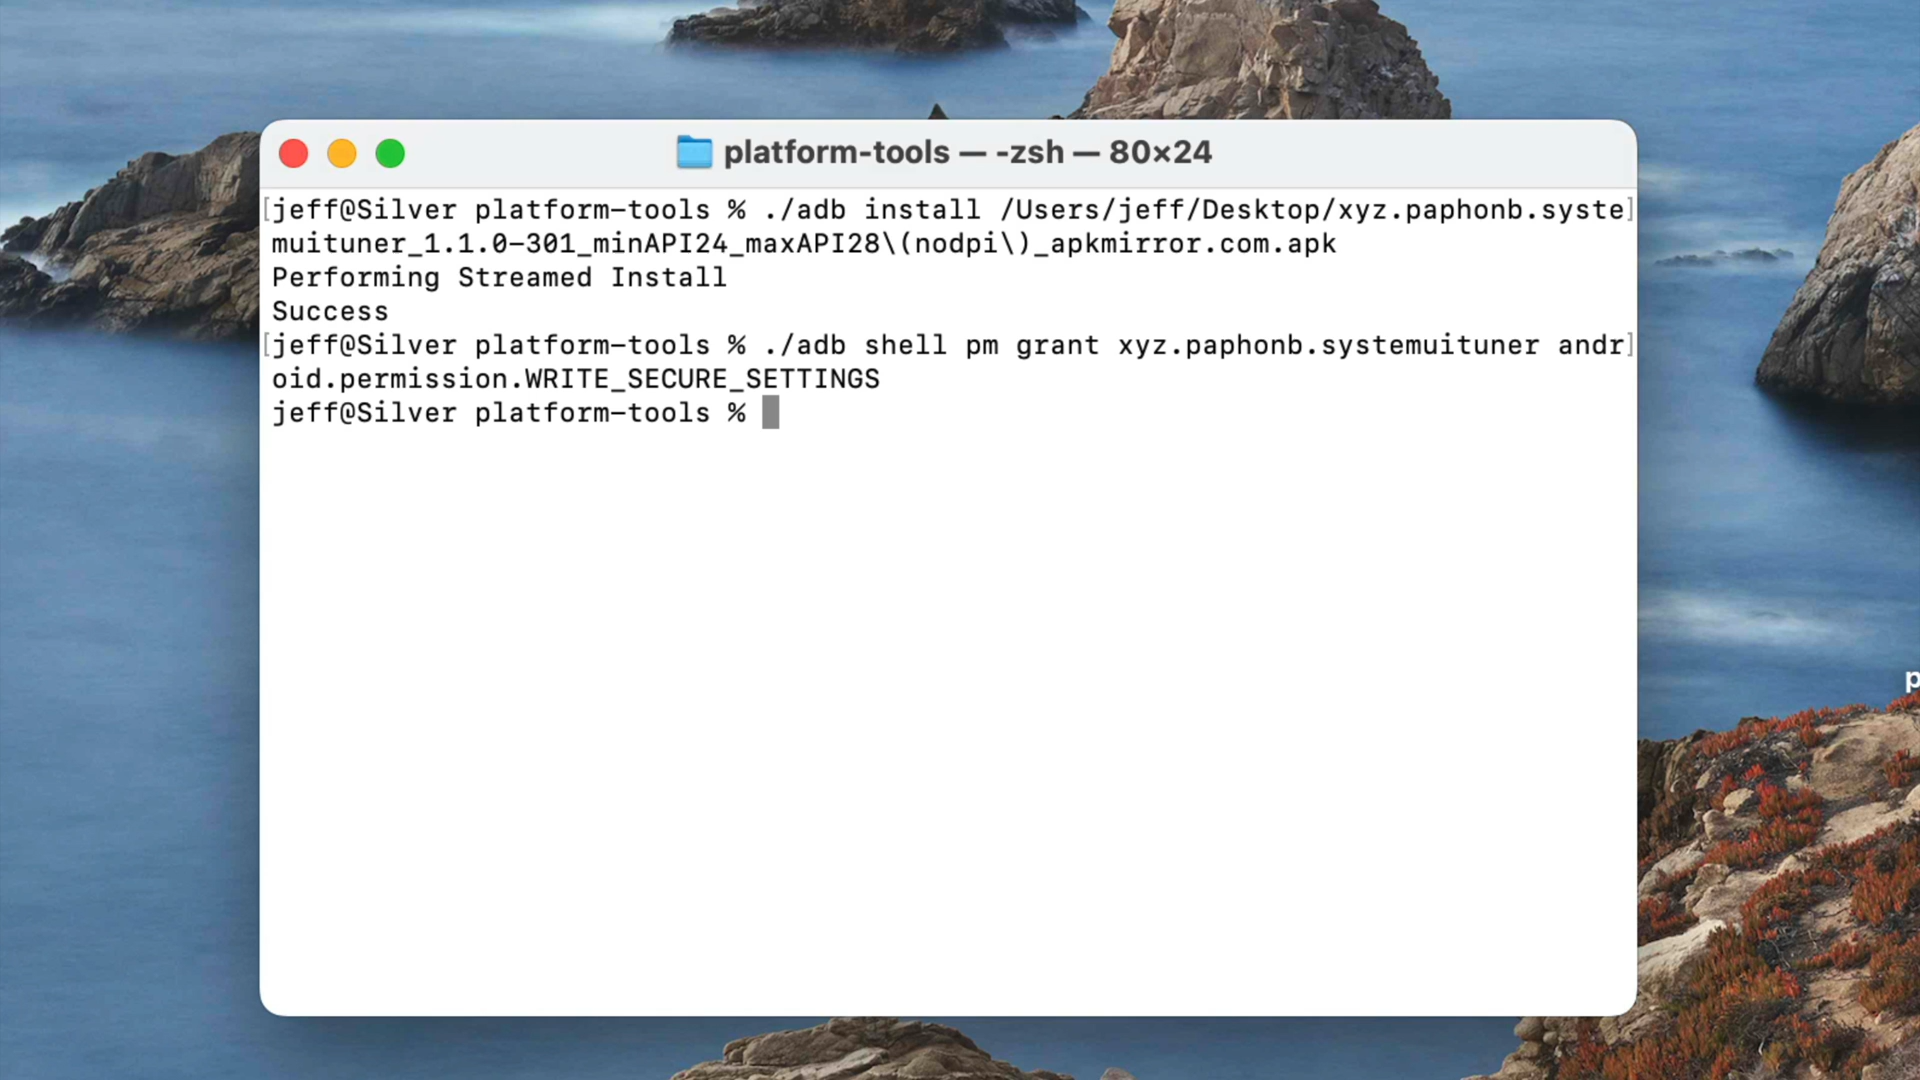 platform-tools — -zsh — 80×24
[jeff@Silver platform-tools % ./adb install /Users/jeff/Desktop/xyz.paphonb.syste]
muituner_1.1.0-301_minAPI24_maxAPI28\(nodpi\)_apkmirror.com.apk
Performing Streamed Install
Success
[jeff@Silver platform-tools % ./adb shell pm grant xyz.paphonb.systemuituner andr]
oid.permission.WRITE_SECURE_SETTINGS
jeff@Silver platform-tools %
p